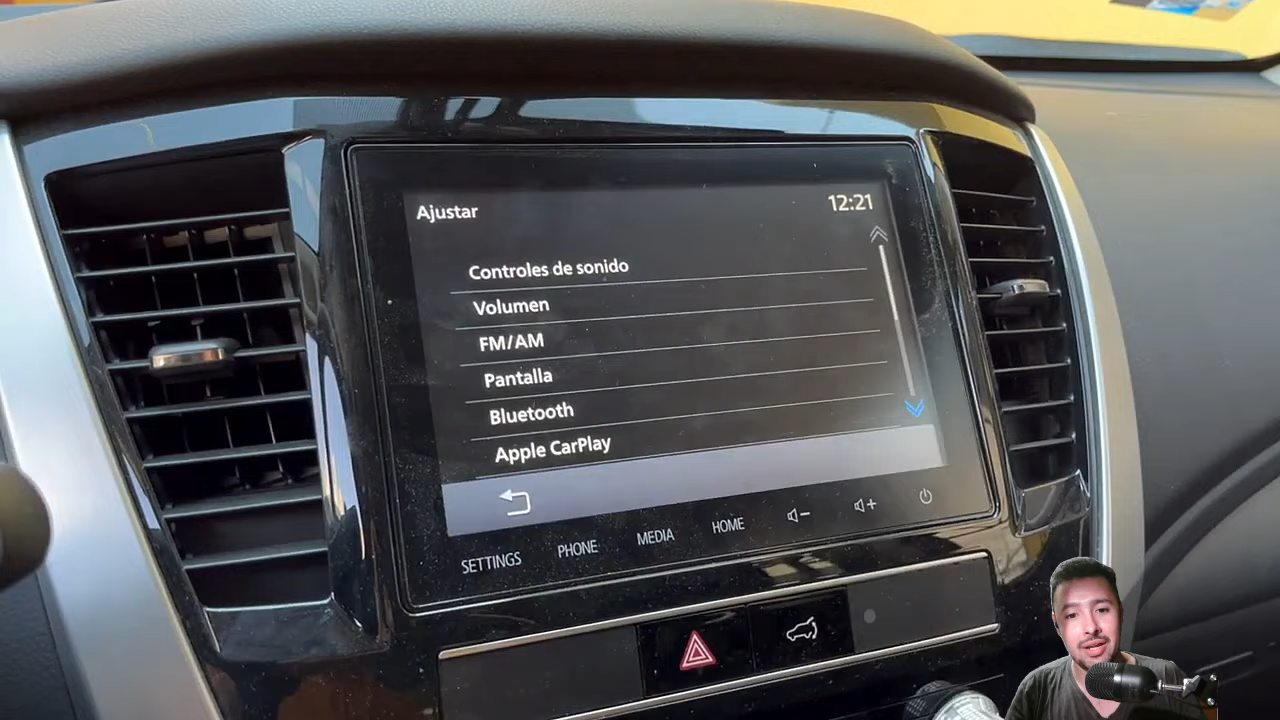 Ajustar
12:21
Controles de sonido
Volumen
FM/AM
Pantalla
Bluetooth
Apple CarPlay
SETTINGS
PHONE
MEDIA
HOME